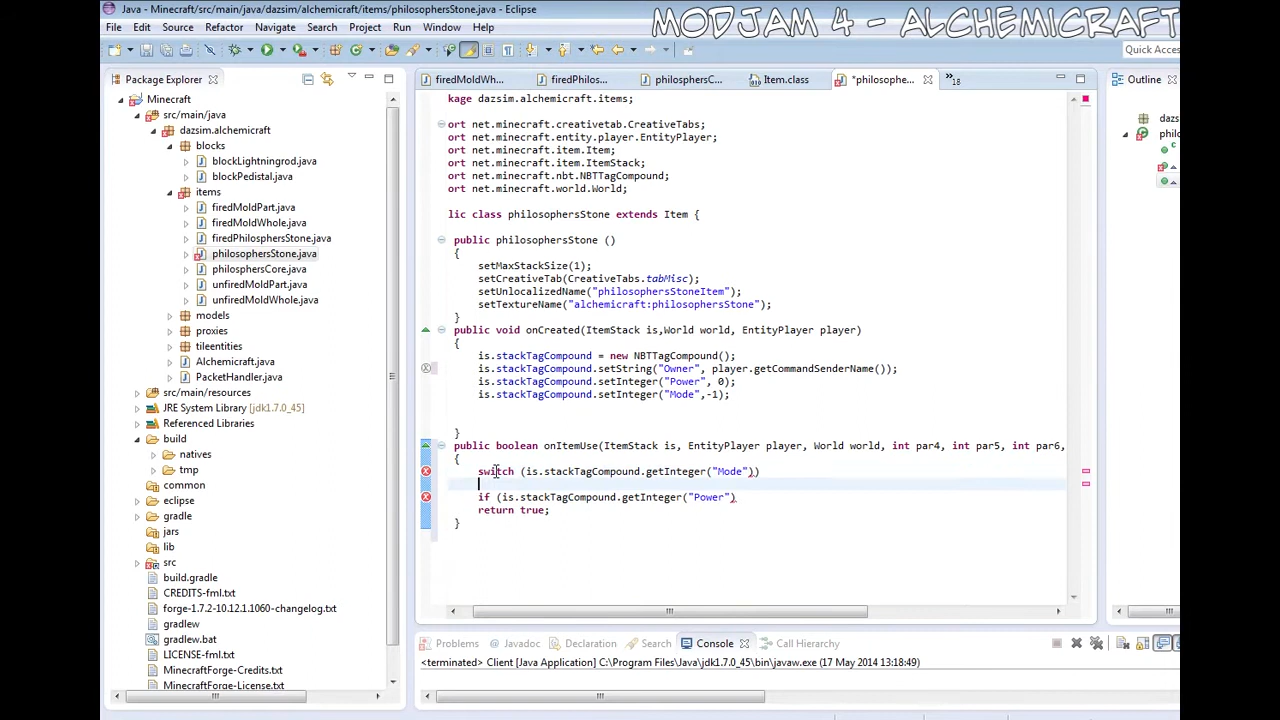 Java - Minecraft/src/main/java/dazsim/alchemicraft/items/philosophersStone.java - Eclipse
MODJAM 4 - ALCHEMICRAFT
File Edit Source Refactor Navigate Search Project Run Window Help
Quick Acces
Package Explorer
firedMoldWh... firedPhilos... philosphersC... Item.class *philosophe... »18
Outline
Minecraft
src/main/java
dazsim.alchemicraft
blocks
blockLightningrod.java
blockPedistal.java
items
firedMoldPart.java
firedMoldWhole.java
firedPhilosphersStone.java
philosophersStone.java
philosphersCore.java
unfiredMoldPart.java
unfiredMoldWhole.java
models
proxies
tileentities
Alchemicraft.java
PacketHandler.java
src/main/resources
JRE System Library [jdk1.7.0_45]
Referenced Libraries
build
natives
tmp
common
eclipse
gradle
jars
lib
src
build.gradle
CREDITS-fml.txt
forge-1.7.2-10.12.1.1060-changelog.txt
gradlew
gradlew.bat
LICENSE-fml.txt
MinecraftForge-Credits.txt
MinecraftForge-License.txt
kage dazsim.alchemicraft.items;
ort net.minecraft.creativetab.CreativeTabs;
ort net.minecraft.entity.player.EntityPlayer;
ort net.minecraft.item.Item;
ort net.minecraft.item.ItemStack;
ort net.minecraft.nbt.NBTTagCompound;
ort net.minecraft.world.World;
lic class philosophersStone extends Item {
public philosophersStone ()
{
setMaxStackSize(1);
setCreativeTab(CreativeTabs.tabMisc);
setUnlocalizedName("philosophersStoneItem");
setTextureName("alchemicraft:philosophersStone");
}
public void onCreated(ItemStack is,World world, EntityPlayer player)
{
is.stackTagCompound = new NBTTagCompound();
is.stackTagCompound.setString("Owner", player.getCommandSenderName());
is.stackTagCompound.setInteger("Power", 0);
is.stackTagCompound.setInteger("Mode",-1);
}
public boolean onItemUse(ItemStack is, EntityPlayer player, World world, int par4, int par5, int par6,
{
switch (is.stackTagCompound.getInteger("Mode"))
if (is.stackTagCompound.getInteger("Power")
return true;
}
dazs
philo
c
Problems Javadoc Declaration Search Console Call Hierarchy
<terminated> Client [Java Application] C:\Program Files\Java\jdk1.7.0_45\bin\javaw.exe (17 May 2014 13:18:49)